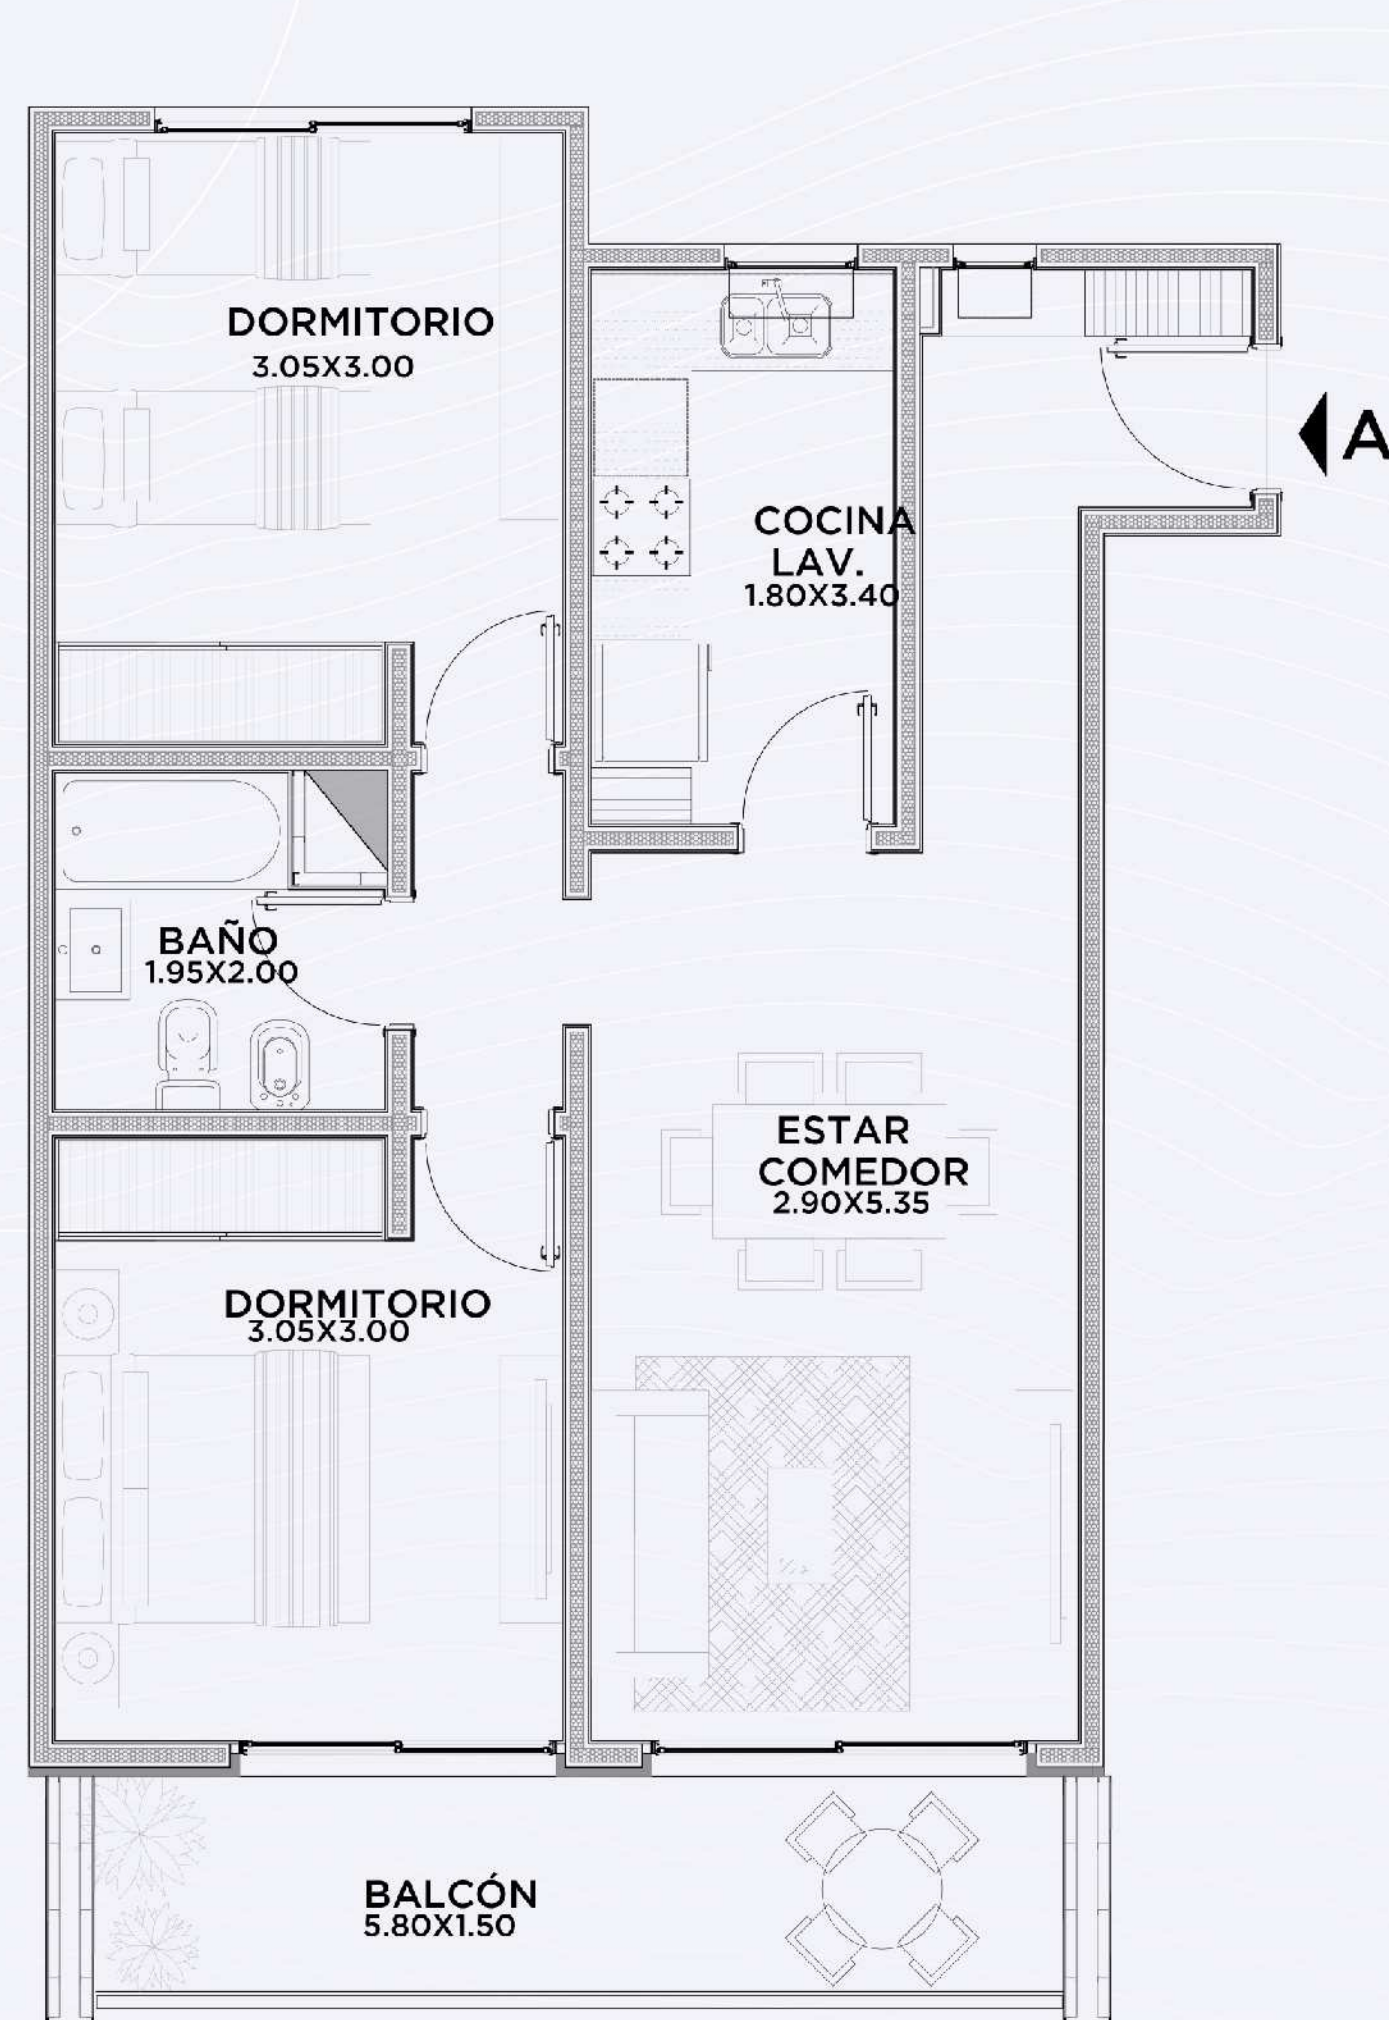 DORMITORIO
3.05X3.00
COCINA
LAV.
1.80X3.40
A
BAÑO
1.95X2.00
ESTAR
COMEDOR
2.90X5.35
DORMITORIO
3.05X3.00
BALCÓN
5.80X1.50